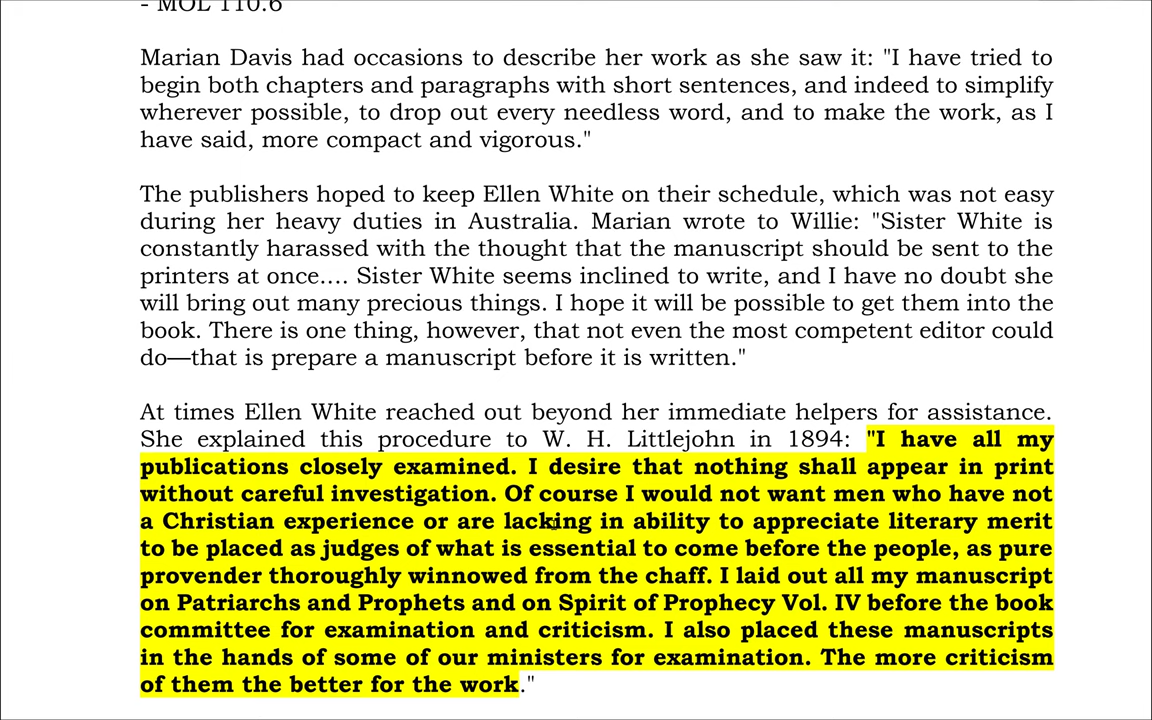 - MOL 110.6
Marian Davis had occasions to describe her work as she saw it: "I have tried to
begin both chapters and paragraphs with short sentences, and indeed to simplify
wherever possible, to drop out every needless word, and to make the work, as I
have said, more compact and vigorous."
The publishers hoped to keep Ellen White on their schedule, which was not easy
during her heavy duties in Australia. Marian wrote to Willie: "Sister White is
constantly harassed with the thought that the manuscript should be sent to the
printers at once.... Sister White seems inclined to write, and I have no doubt she
will bring out many precious things. I hope it will be possible to get them into the
book. There is one thing, however, that not even the most competent editor could
do—that is prepare a manuscript before it is written."
At times Ellen White reached out beyond her immediate helpers for assistance.
She explained this procedure to W. H. Littlejohn in 1894: "I have all my
publications closely examined. I desire that nothing shall appear in print
without careful investigation. Of course I would not want men who have not
a Christian experience or are lacking in ability to appreciate literary merit
to be placed as judges of what is essential to come before the people, as pure
provender thoroughly winnowed from the chaff. I laid out all my manuscript
on Patriarchs and Prophets and on Spirit of Prophecy Vol. IV before the book
committee for examination and criticism. I also placed these manuscripts
in the hands of some of our ministers for examination. The more criticism
of them the better for the work."